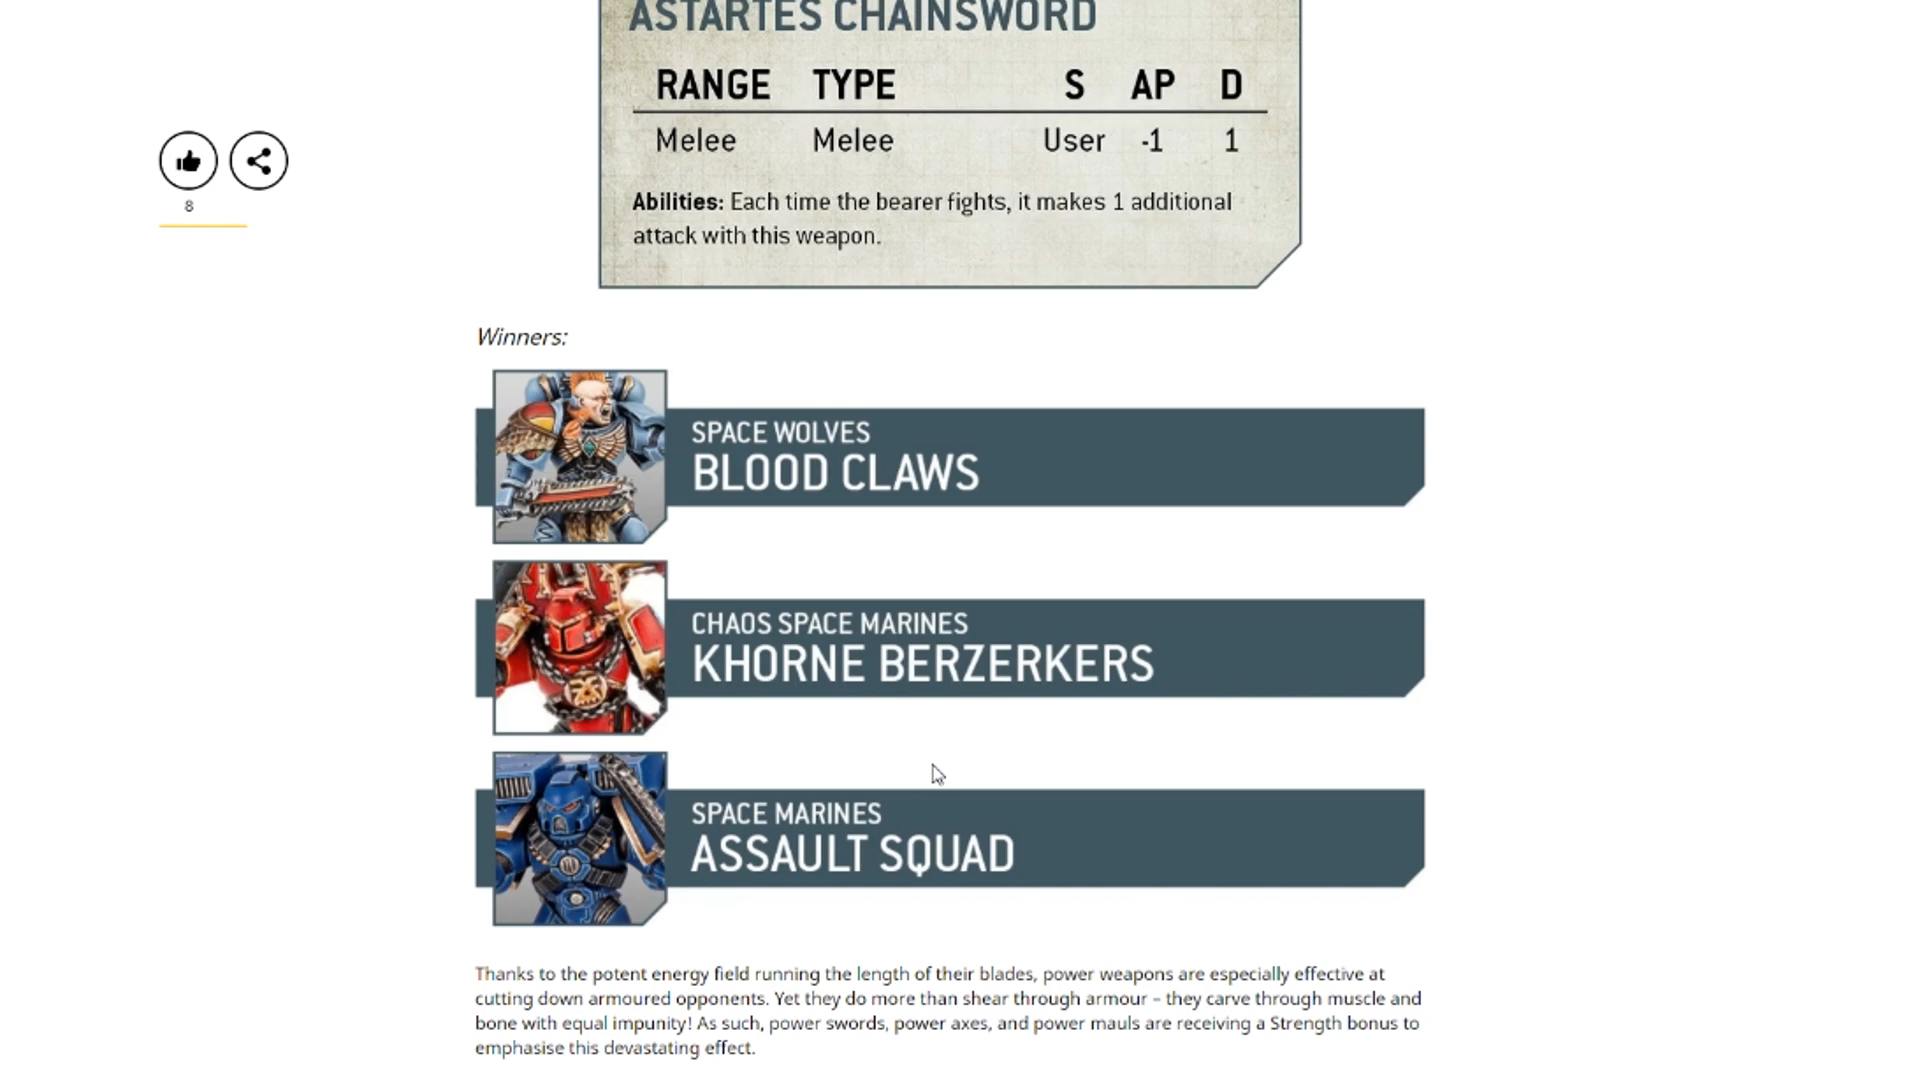 ASTARTES CHAINSWORD
RANGE TYPE S AP D
Melee Melee User -1 1
Abilities: Each time the bearer fights, it makes 1 additional
attack with this weapon.
8
Winners:
SPACE WOLVES
BLOOD CLAWS
CHAOS SPACE MARINES
KHORNE BERZERKERS
SPACE MARINES
ASSAULT SQUAD
Thanks to the potent energy field running the length of their blades, power weapons are especially effective at
cutting down armoured opponents. Yet they do more than shear through armour – they carve through muscle and
bone with equal impunity! As such, power swords, power axes, and power mauls are receiving a Strength bonus to
emphasise this devastating effect.